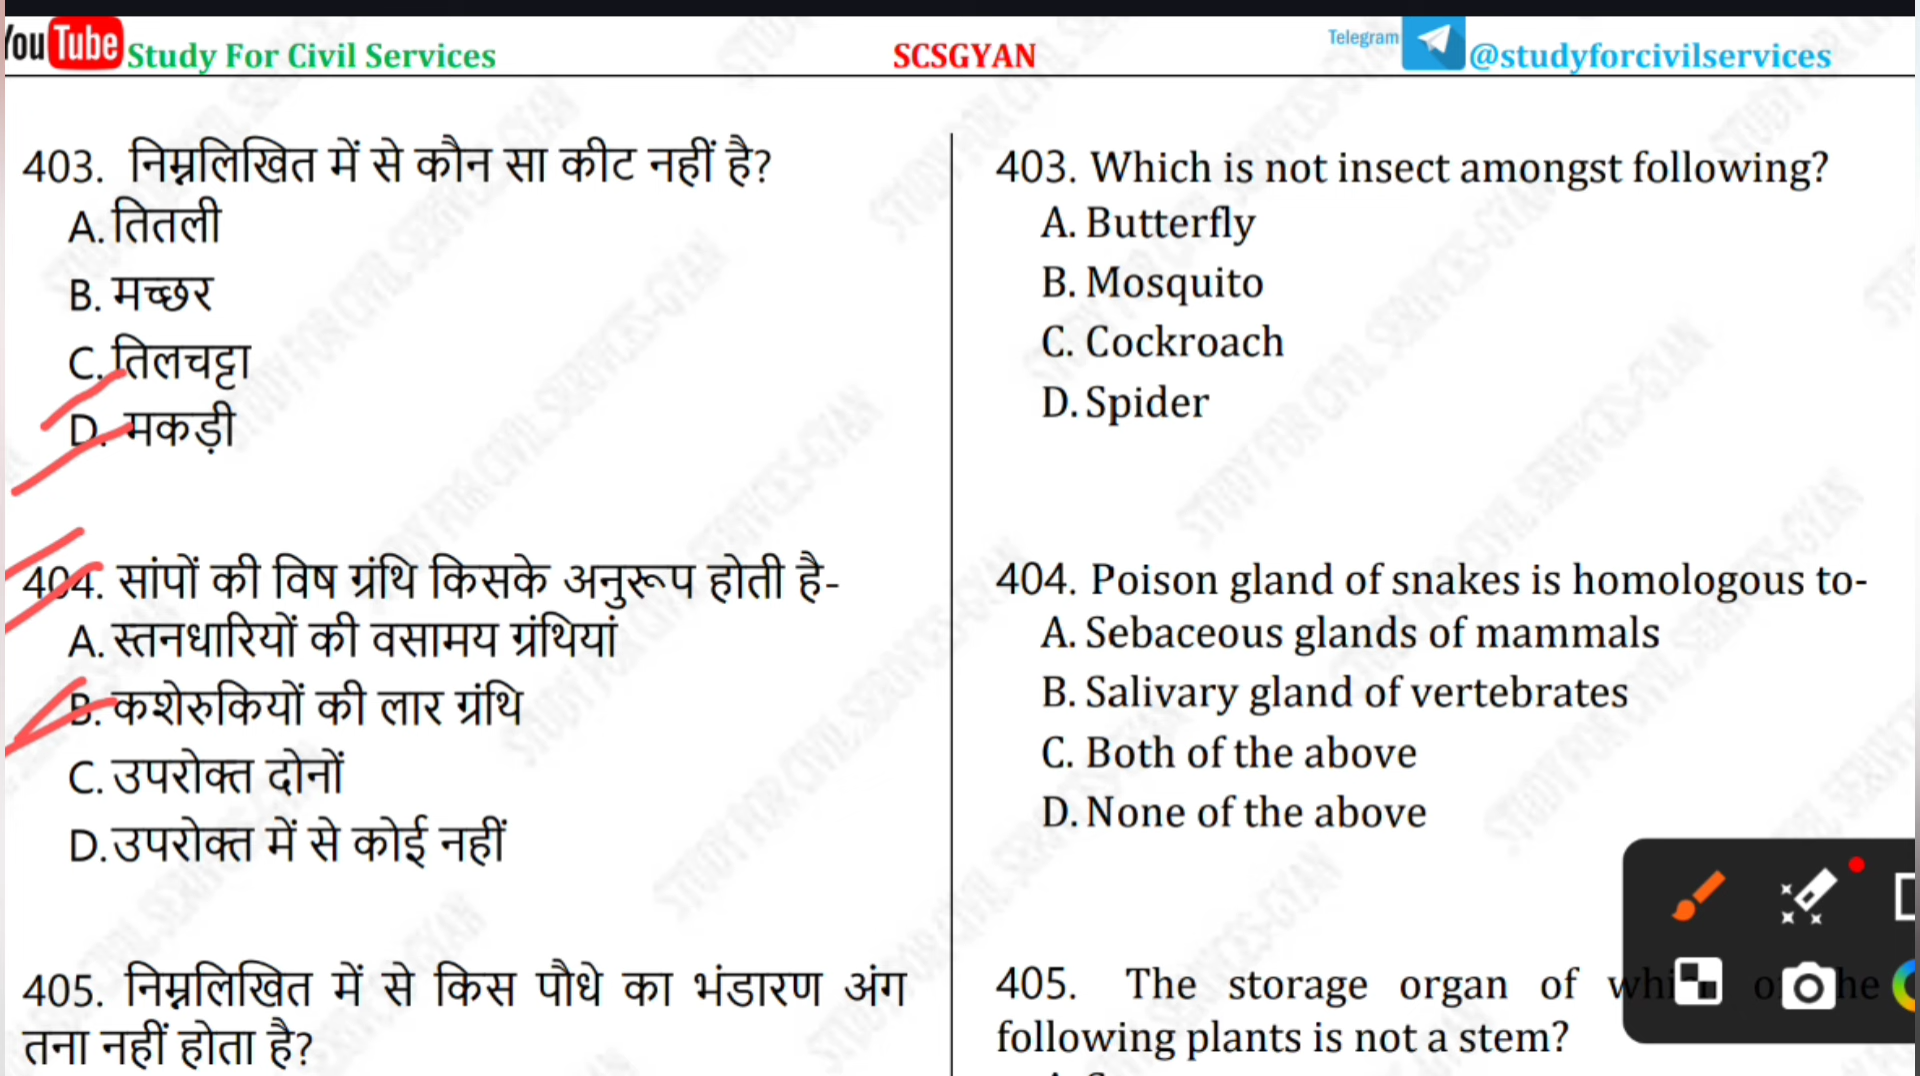 YouTube Study For Civil Services SCSGYAN Telegram @studyforcivilservices
403. निम्नलिखित में से कौन सा कीट नहीं है?
A. तितली
B. मच्छर
C. तिलचट्टा
D. मकड़ी
404. सांपों की विष ग्रंथि किसके अनुरूप होती है-
A. स्तनधारियों की वसामय ग्रंथियां
B. कशेरुकियों की लार ग्रंथि
C. उपरोक्त दोनों
D. उपरोक्त में से कोई नहीं
405. निम्नलिखित में से किस पौधे का भंडारण अंग
तना नहीं होता है?
403. Which is not insect amongst following?
A. Butterfly
B. Mosquito
C. Cockroach
D. Spider
404. Poison gland of snakes is homologous to-
A. Sebaceous glands of mammals
B. Salivary gland of vertebrates
C. Both of the above
D. None of the above
405. The storage organ of
following plants is not a stem?